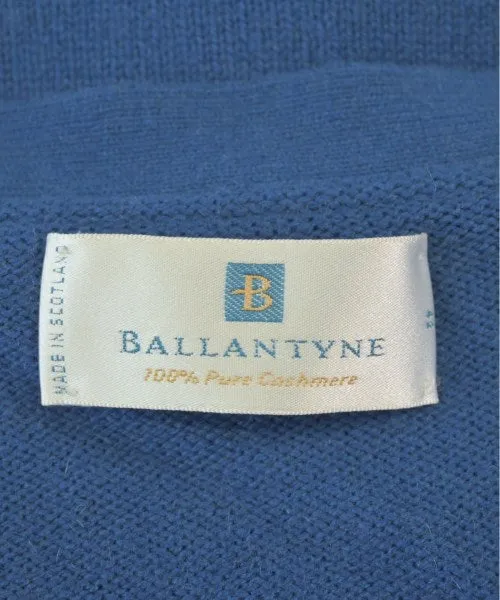 MADE IN SCOTLAND
B
BALLANTYNE
100% Pure Cashmere